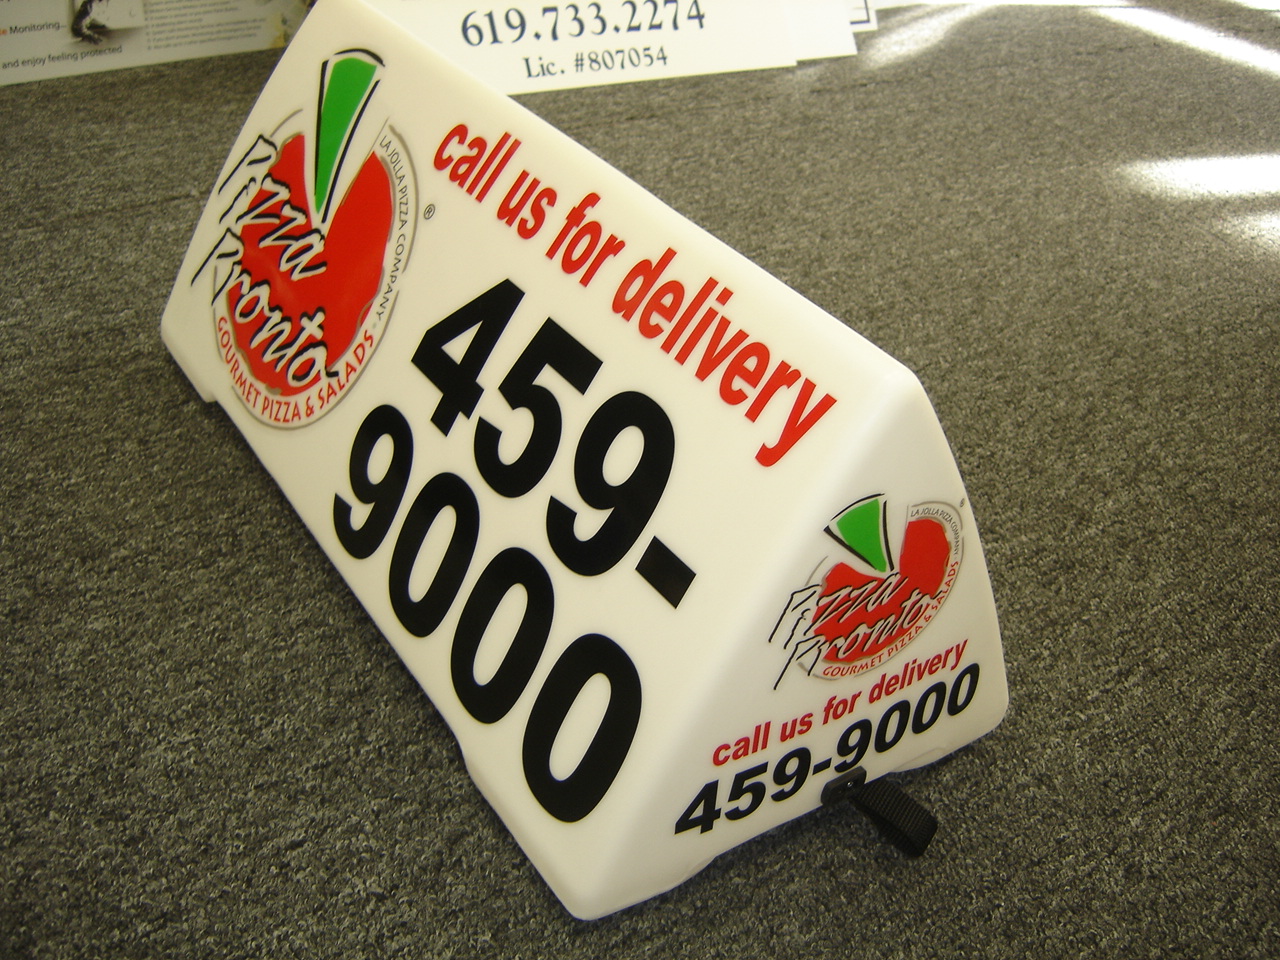 Monitoring...
and enjoy feeling protected
619.733.2274
Lic. #807054
Pizza
Pronto
LA JOLLA PIZZA COMPANY
GOURMET PIZZA & SALADS
®
call us for delivery
459-
9000
Pizza
Pronto
LA JOLLA PIZZA COMPANY
GOURMET PIZZA & SALADS
®
call us for delivery
459-9000